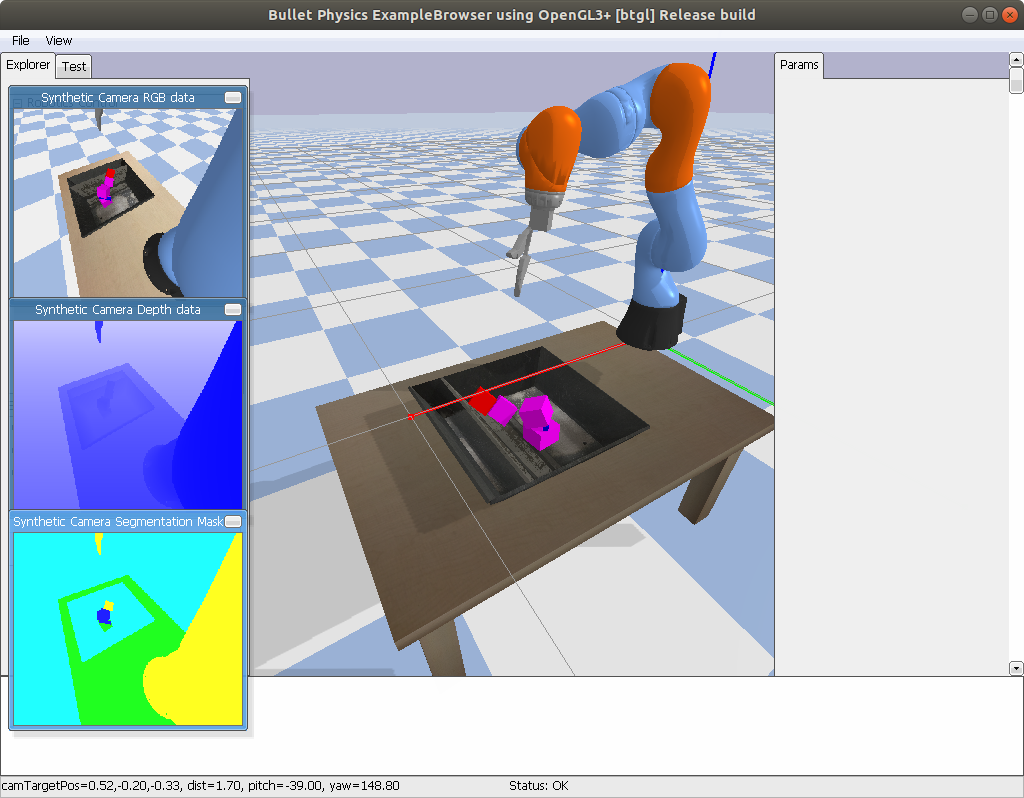 Bullet Physics ExampleBrowser using OpenGL3+ [btgl] Release build
File View
Explorer Test
Params
Synthetic Camera RGB data
Synthetic Camera Depth data
Synthetic Camera Segmentation Mask
camTargetPos=0.52,-0.20,-0.33, dist=1.70, pitch=-39.00, yaw=148.80
Status: OK